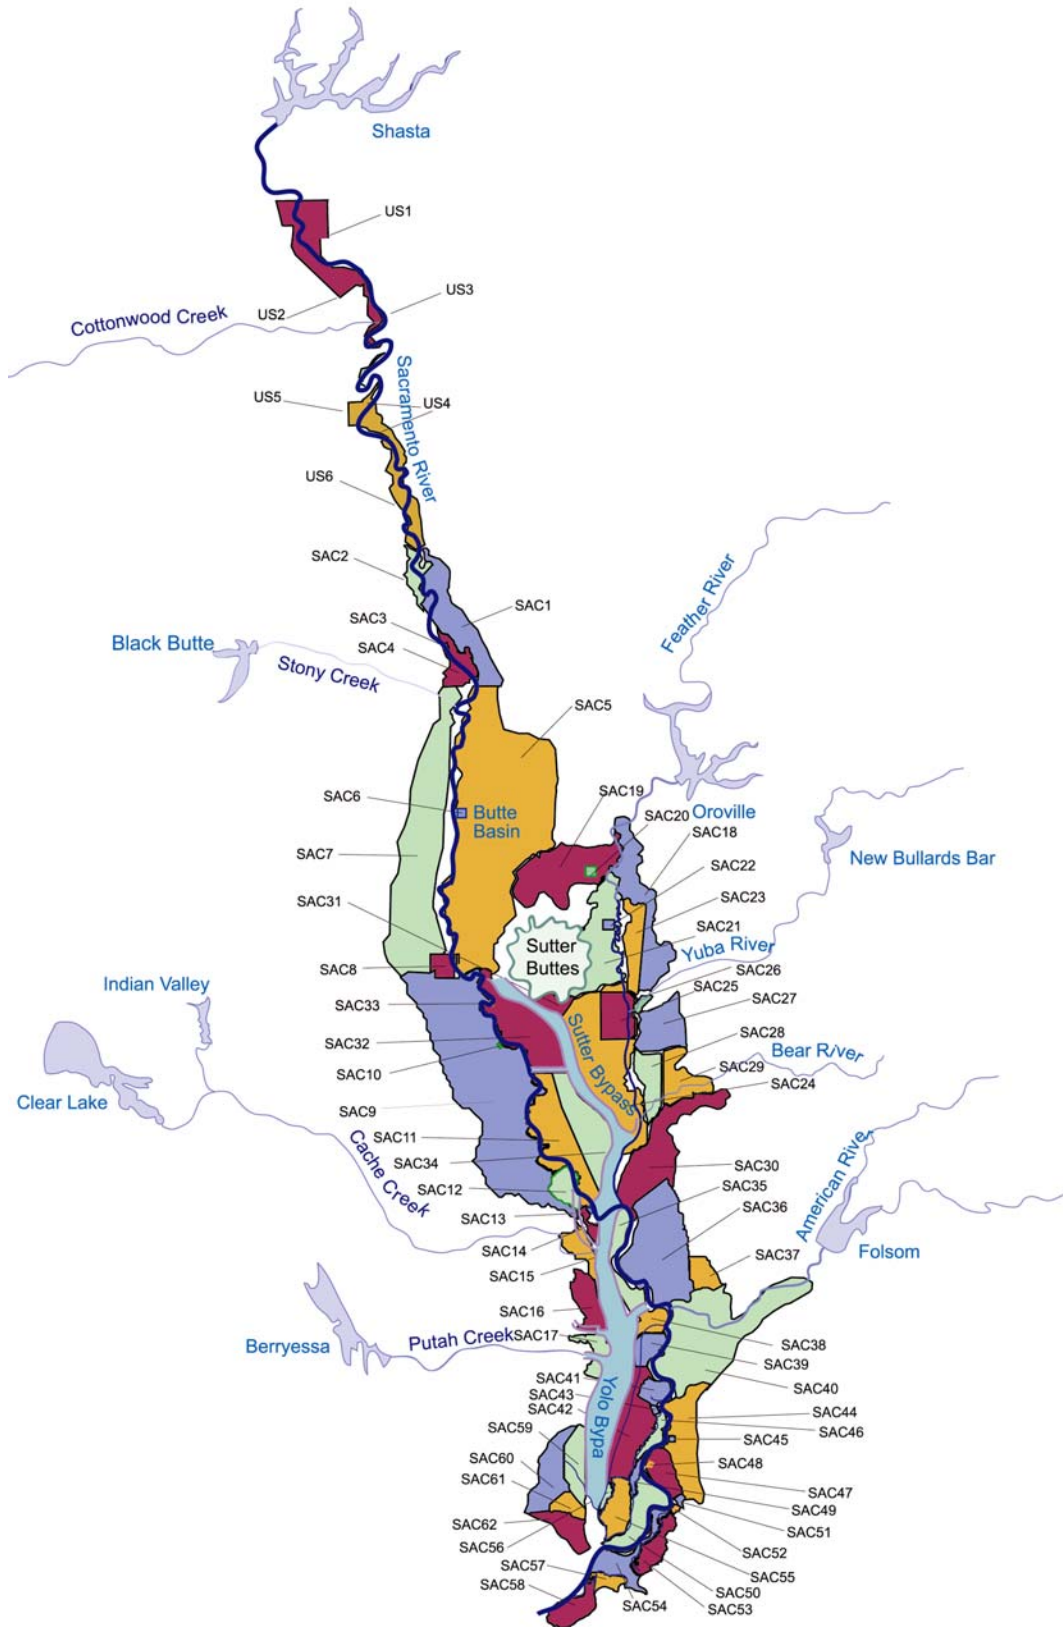 Shasta
US1
US3
US2
Cottonwood Creek
Sacramento River
US5
US4
US6
SAC2
SAC1
SAC3
SAC4
Black Butte
Stony Creek
Feather River
SAC5
SAC6
Butte
Basin
SAC19
SAC20
Oroville
SAC18
SAC7
SAC22
New Bullards Bar
SAC23
SAC31
SAC21
Sutter
Buttes
Yuba River
SAC8
SAC26
SAC25
Indian Valley
SAC27
SAC33
Sutter Bypass
SAC28
SAC32
Bear River
SAC29
SAC10
SAC24
Clear Lake
SAC9
Cache Creek
SAC11
SAC34
SAC30
SAC12
SAC35
American River
SAC36
SAC13
SAC14
Folsom
SAC37
SAC15
SAC16
Berryessa
Putah Creek
SAC17
SAC38
SAC39
SAC41
SAC40
SAC43
SAC42
Yolo Bypa
SAC44
SAC59
SAC46
SAC45
SAC60
SAC48
SAC61
SAC47
SAC49
SAC62
SAC51
SAC56
SAC52
SAC57
SAC55
SAC58
SAC50
SAC54
SAC53